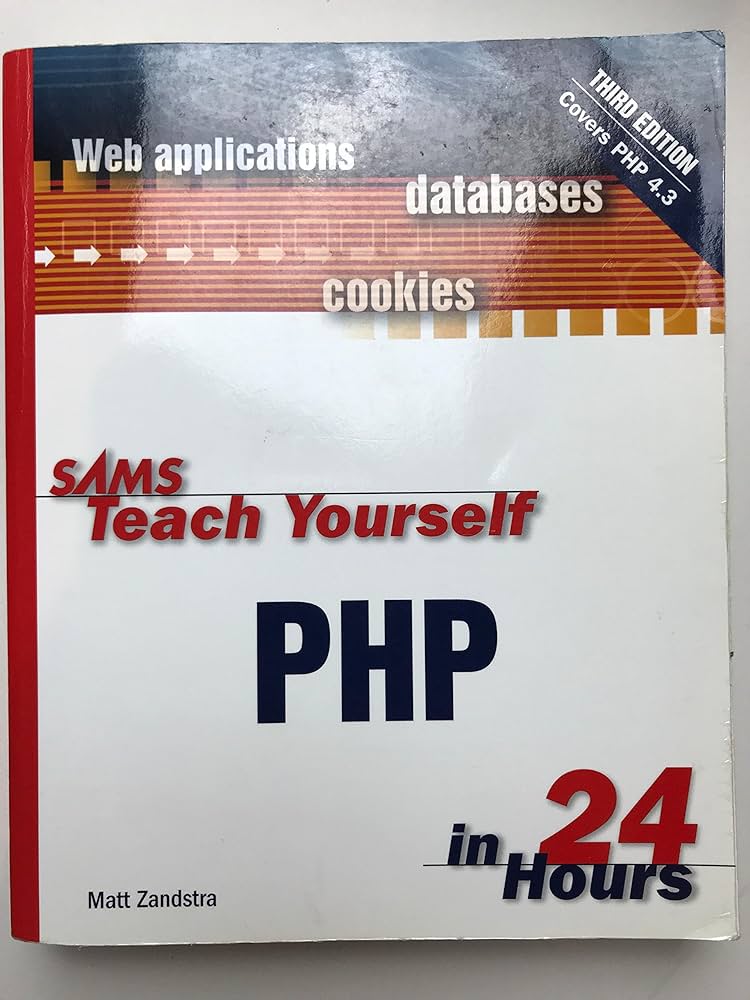 THIRD EDITION
Covers PHP 4.3
Web applications
databases
cookies
SAMS
Teach Yourself
PHP
in 24
Hours
Matt Zandstra